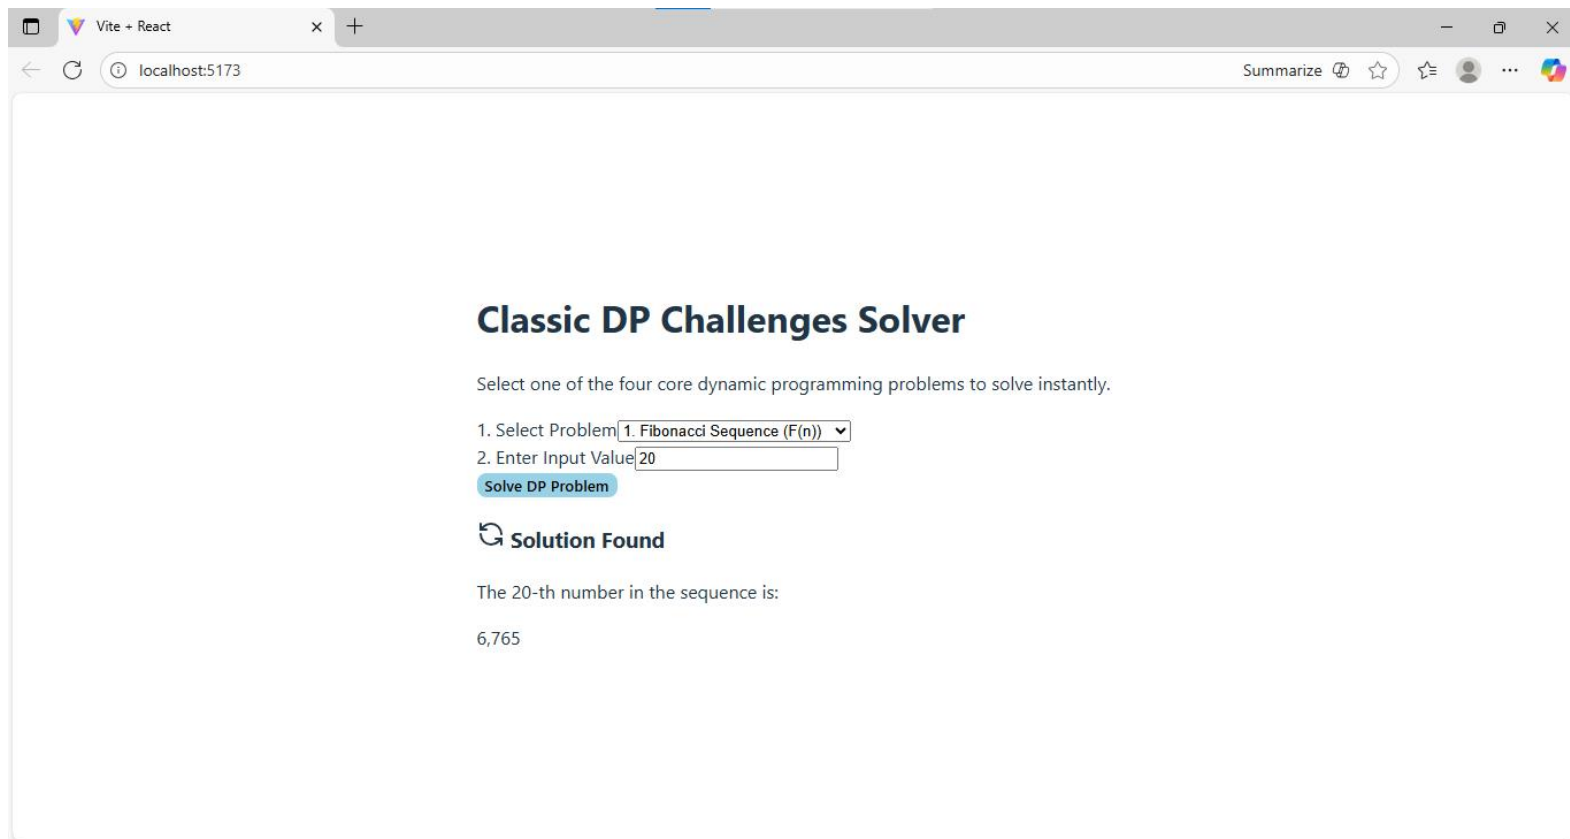 Vite + React
localhost:5173
Summarize
Classic DP Challenges Solver
Select one of the four core dynamic programming problems to solve instantly.
1. Select Problem 1. Fibonacci Sequence (F(n))
2. Enter Input Value 20
Solve DP Problem
Solution Found
The 20-th number in the sequence is:
6,765